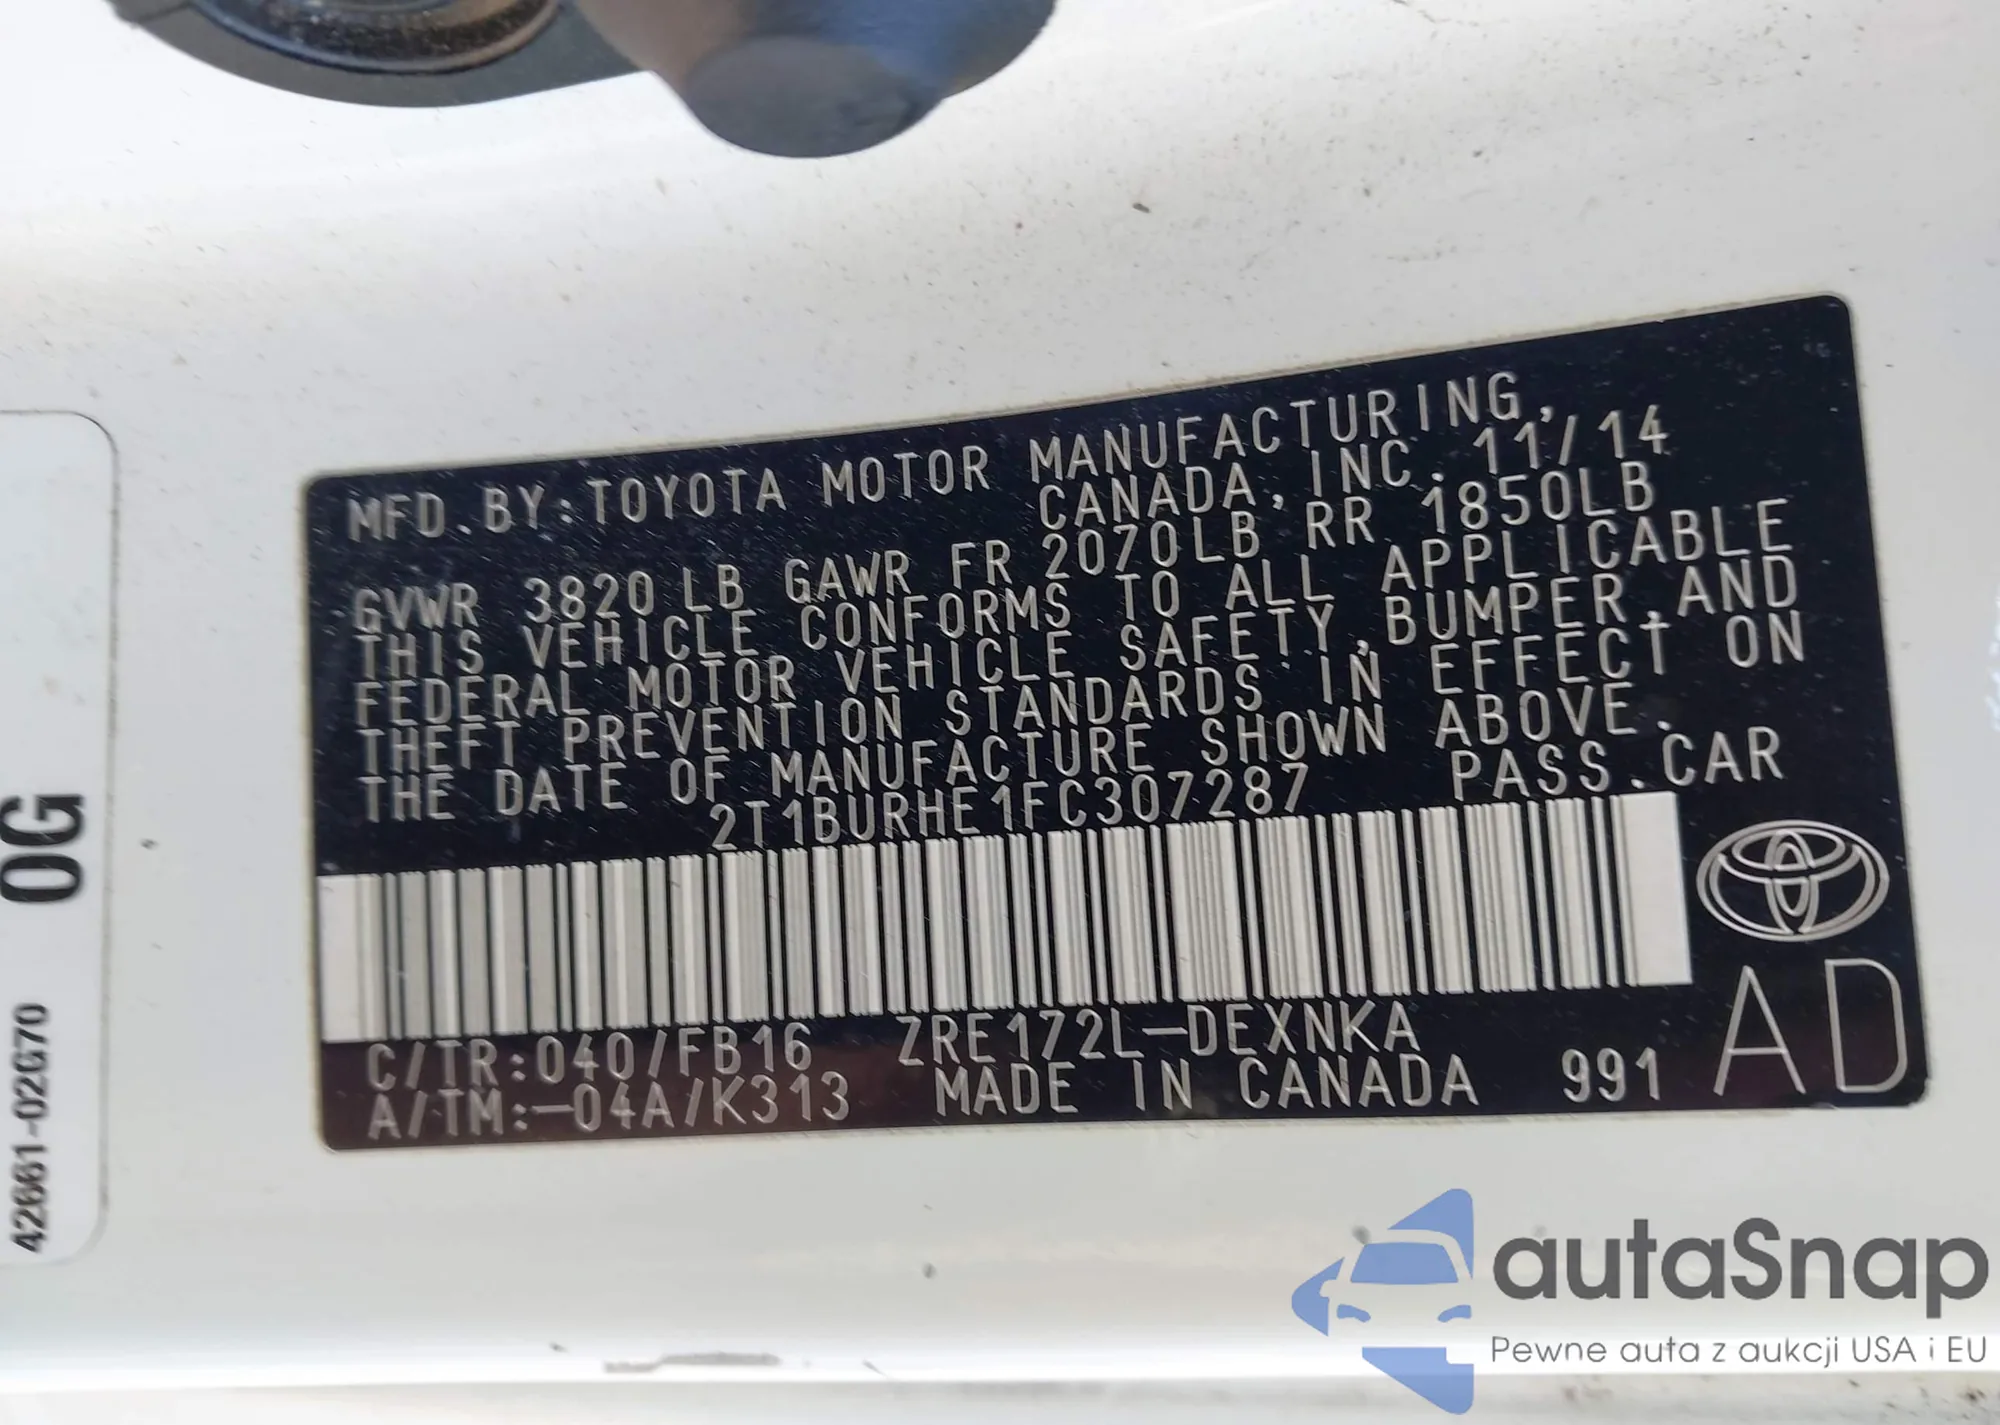 MFD.BY:TOYOTA MOTOR MANUFACTURING,
CANADA,INC. 11/14
GVWR 3820LB GAWR FR 2070LB RR 1850LB
THIS VEHICLE CONFORMS TO ALL APPLICABLE
FEDERAL MOTOR VEHICLE SAFETY,BUMPER,AND
THEFT PREVENTION STANDARDS IN EFFECT ON
THE DATE OF MANUFACTURE SHOWN ABOVE.
2T1BURHE1FC307287 PASS.CAR
C/TR:040/FB16 ZRE172L-DEXNKA
A/TM:-04A/K313 MADE IN CANADA 991
AD
0G
42661-02G70
autaSnap
Pewne auta z aukcji USA i EU